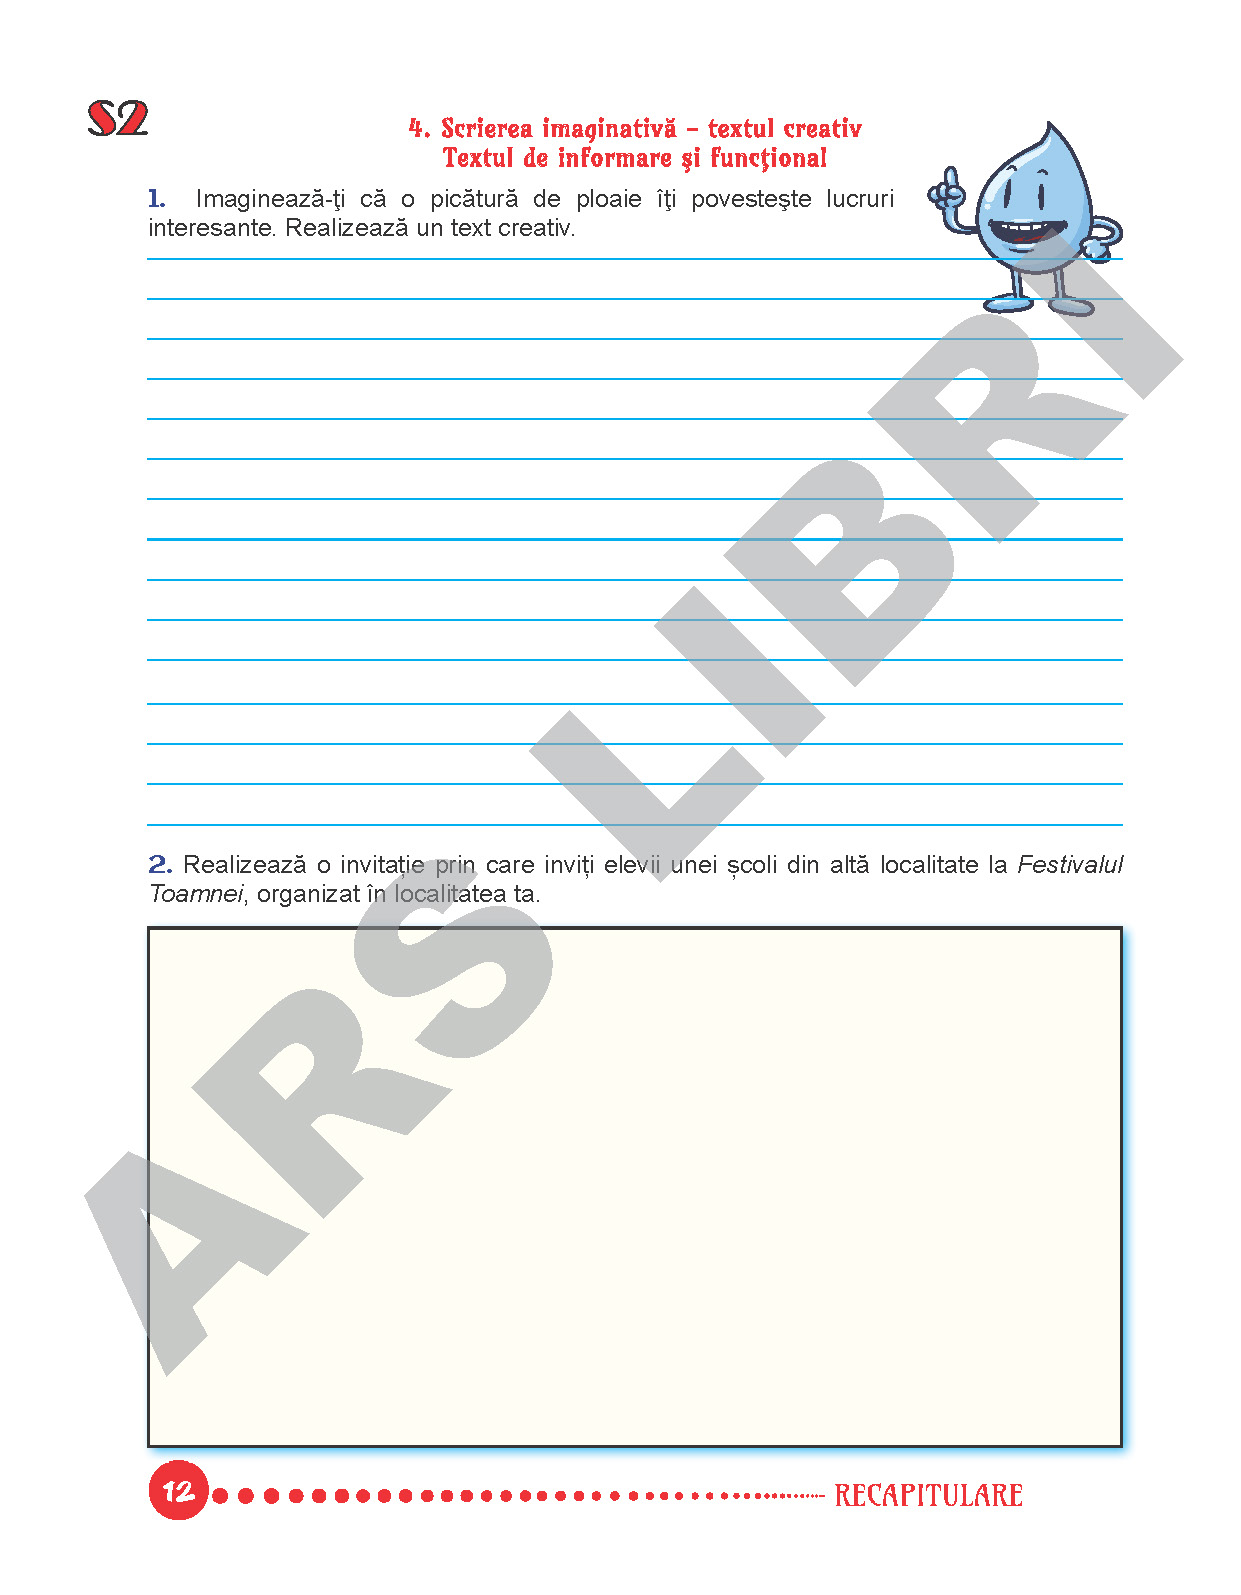 S2
4. Scrierea imaginativă – textul creativ
Textul de informare şi funcţional
1. Imaginează-ţi că o picătură de ploaie îţi povesteşte lucruri
interesante. Realizează un text creativ.
2. Realizează o invitație prin care inviți elevii unei școli din altă localitate la Festivalul
Toamnei, organizat în localitatea ta.
ARS LIBRI
12 RECAPITULARE